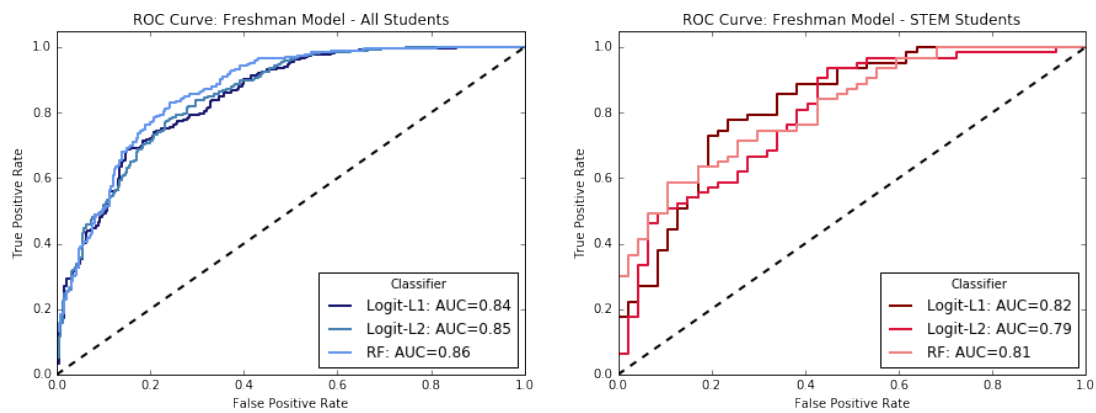 ROC Curve: Freshman Model - All Students
True Positive Rate
1.0
0.8
0.6
0.4
0.2
0.0
0.0 0.2 0.4 0.6 0.8 1.0
False Positive Rate
Classifier
Logit-L1: AUC=0.84
Logit-L2: AUC=0.85
RF: AUC=0.86
ROC Curve: Freshman Model - STEM Students
True Positive Rate
1.0
0.8
0.6
0.4
0.2
0.0
0.0 0.2 0.4 0.6 0.8 1.0
False Positive Rate
Classifier
Logit-L1: AUC=0.82
Logit-L2: AUC=0.79
RF: AUC=0.81